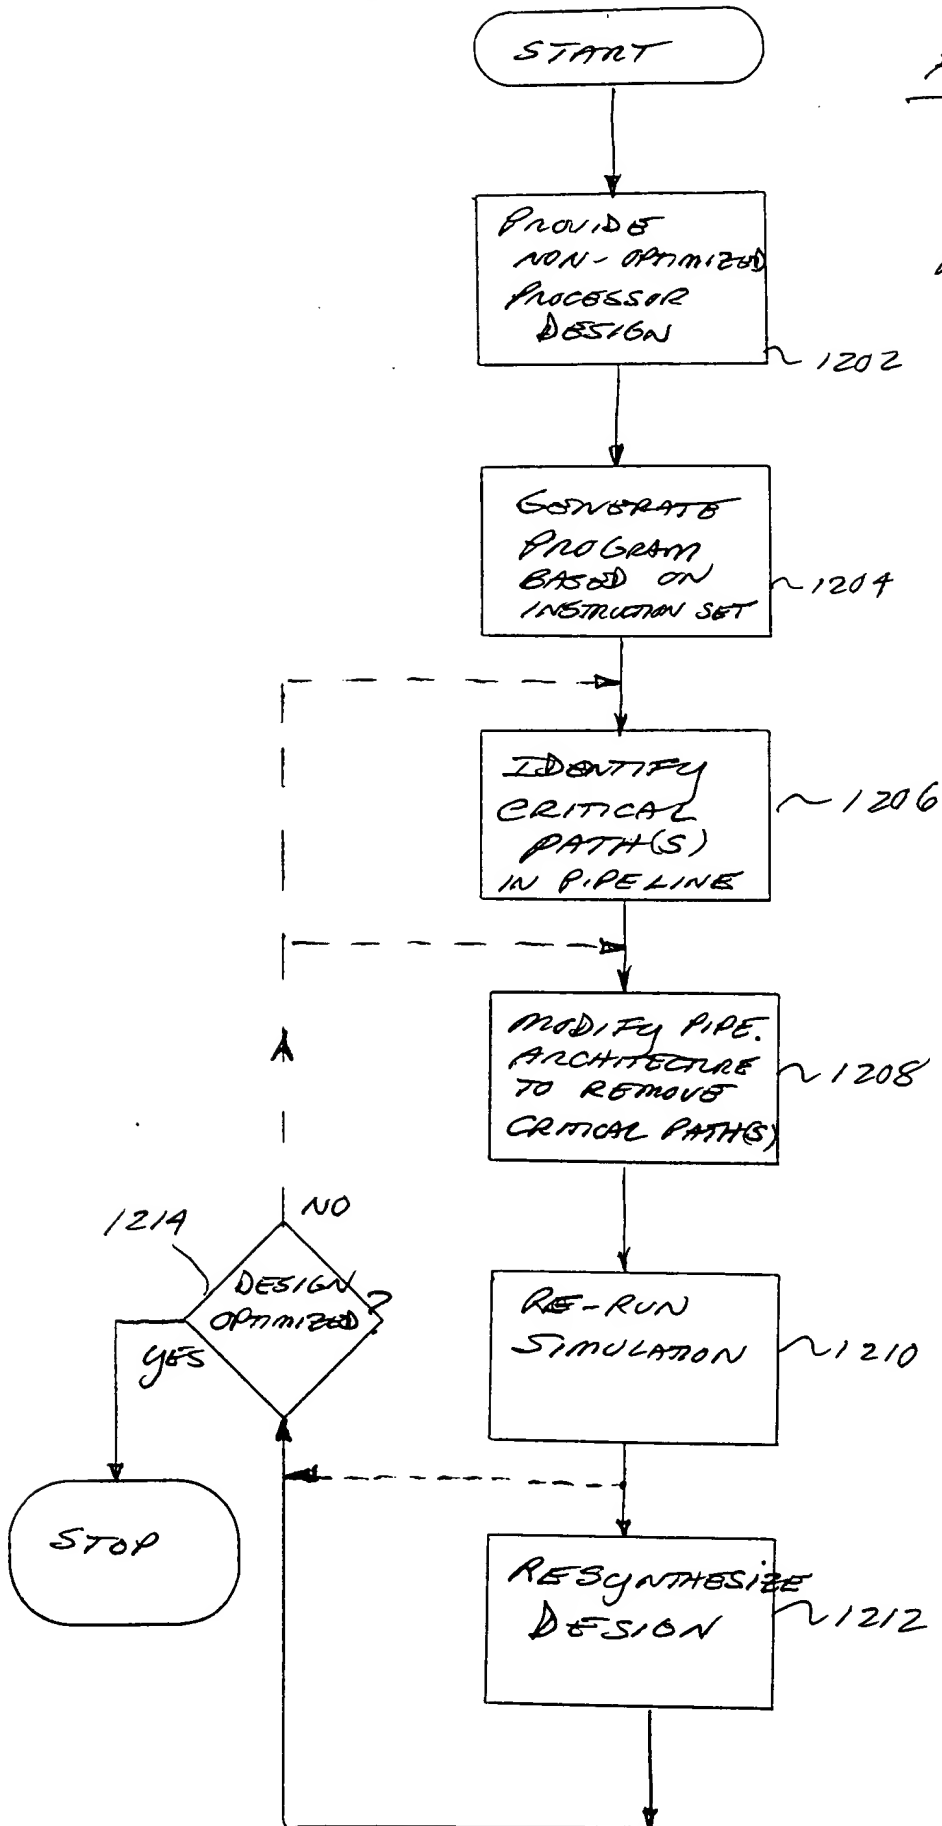 START
PROVIDE
NON-OPTIMIZED
PROCESSOR
DESIGN
1202
GENERATE
PROGRAM
BASED ON
INSTRUCTION SET
1204
IDENTIFY
CRITICAL
PATH(S)
IN PIPELINE
1206
MODIFY PIPE.
ARCHITECTURE
TO REMOVE
CRITICAL PATH(S)
1208
1214
NO
DESIGN
OPTIMIZED?
YES
RE-RUN
SIMULATION
1210
STOP
RESYNTHESIZE
DESIGN
1212